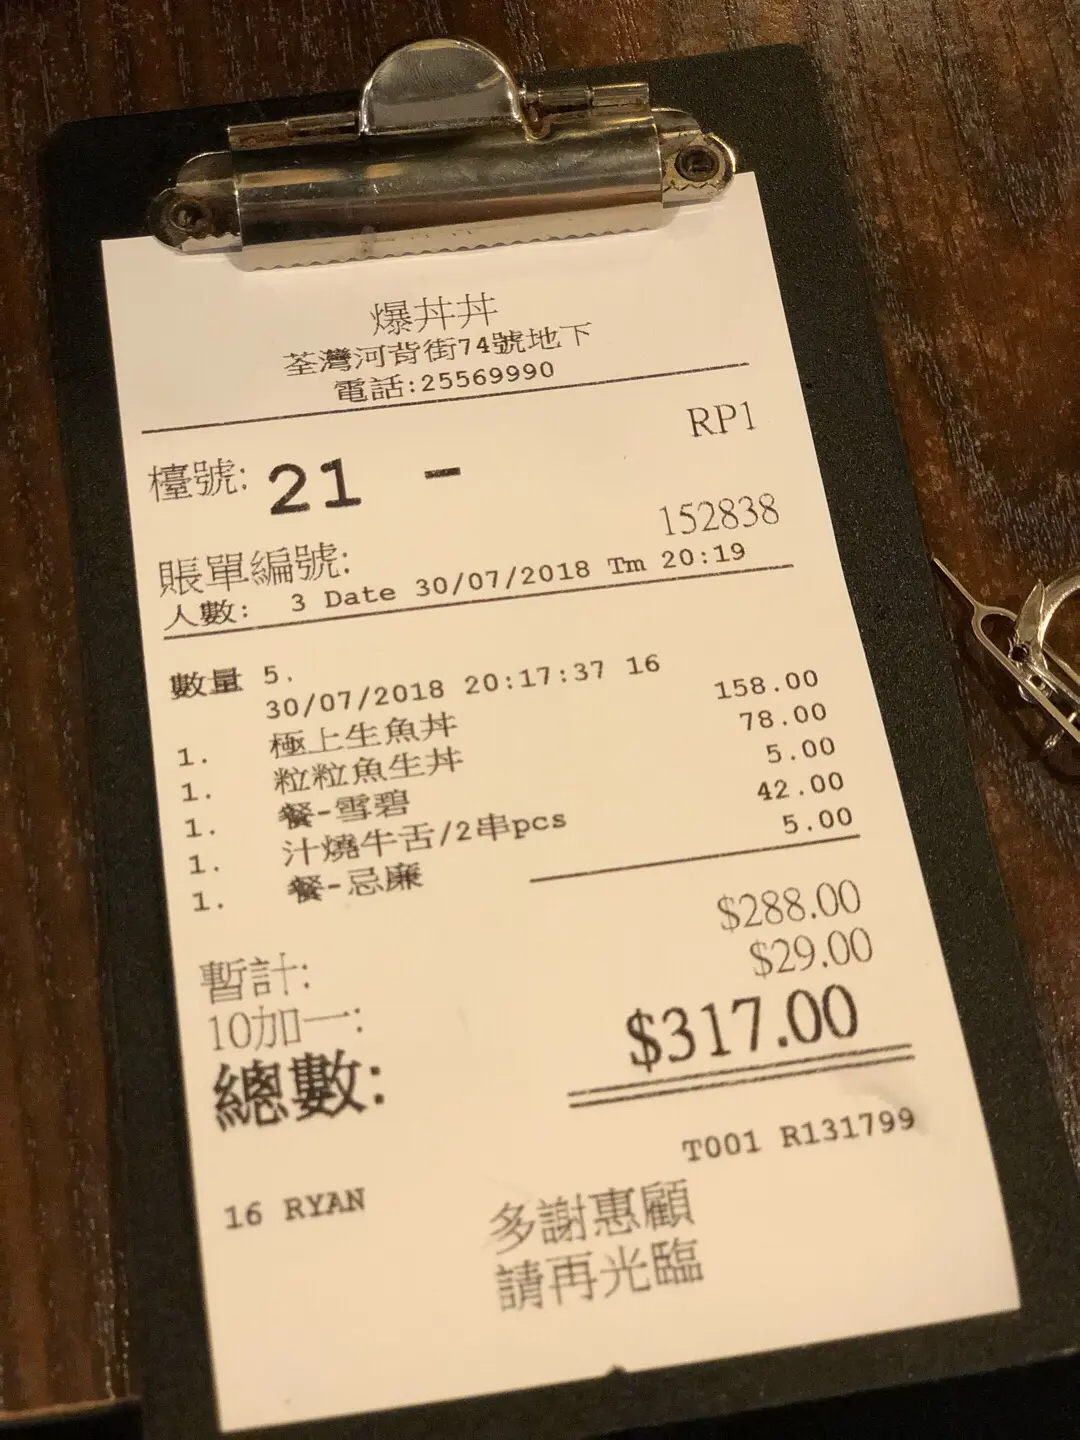 爆丼丼
荃灣河背街74號地下
電話:25569990
RP1
檯號: 21 -
152838
賬單編號:
人數: 3 Date 30/07/2018 Tm 20:19
數量 5.
30/07/2018 20:17:37 16
1. 極上生魚丼 158.00
1. 粒粒魚生丼 78.00
1. 餐-雪碧 5.00
1. 汁燒牛舌/2串pcs 42.00
1. 餐-忌廉 5.00
暫計: $288.00
10加一: $29.00
總數: $317.00
T001 R131799
16 RYAN
多謝惠顧
請再光臨